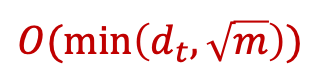 O(min(d_t, √m))